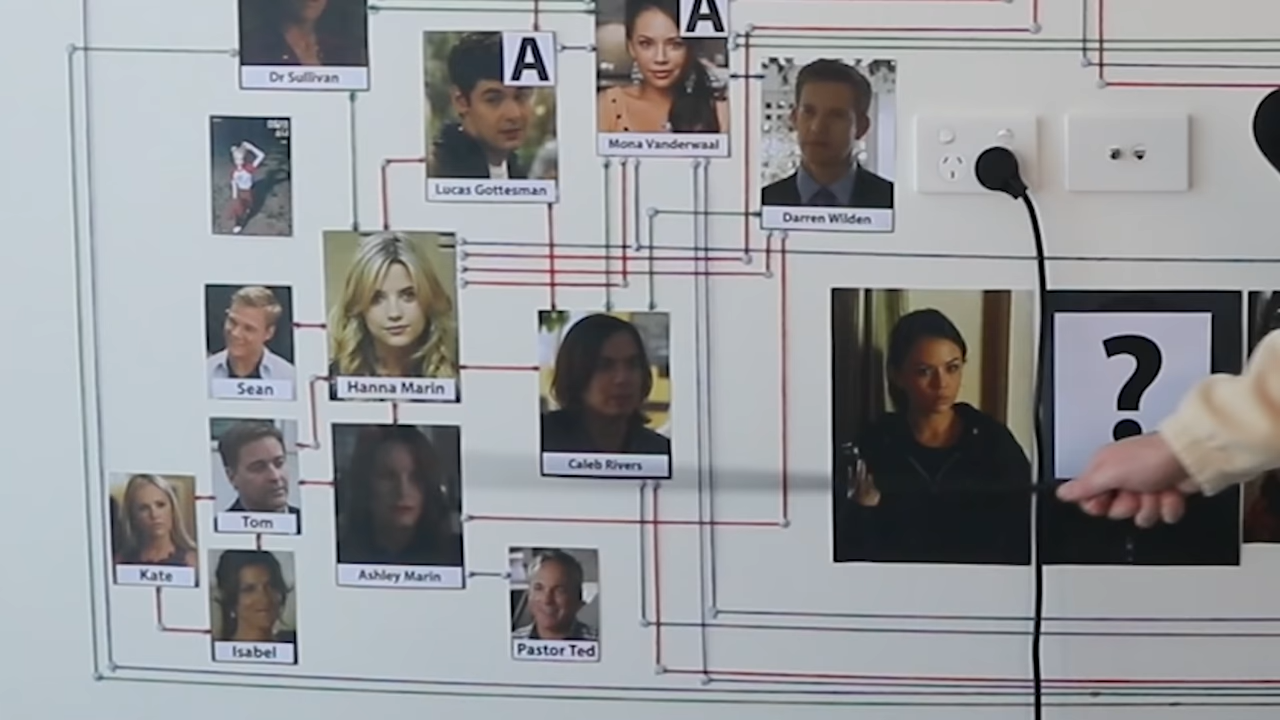 A
A
Dr Sullivan
Mona Vanderwaal
Lucas Gottesman
Darren Wilden
Sean
Hanna Marin
?
Caleb Rivers
Tom
Kate
Ashley Marin
Isabel
Pastor Ted